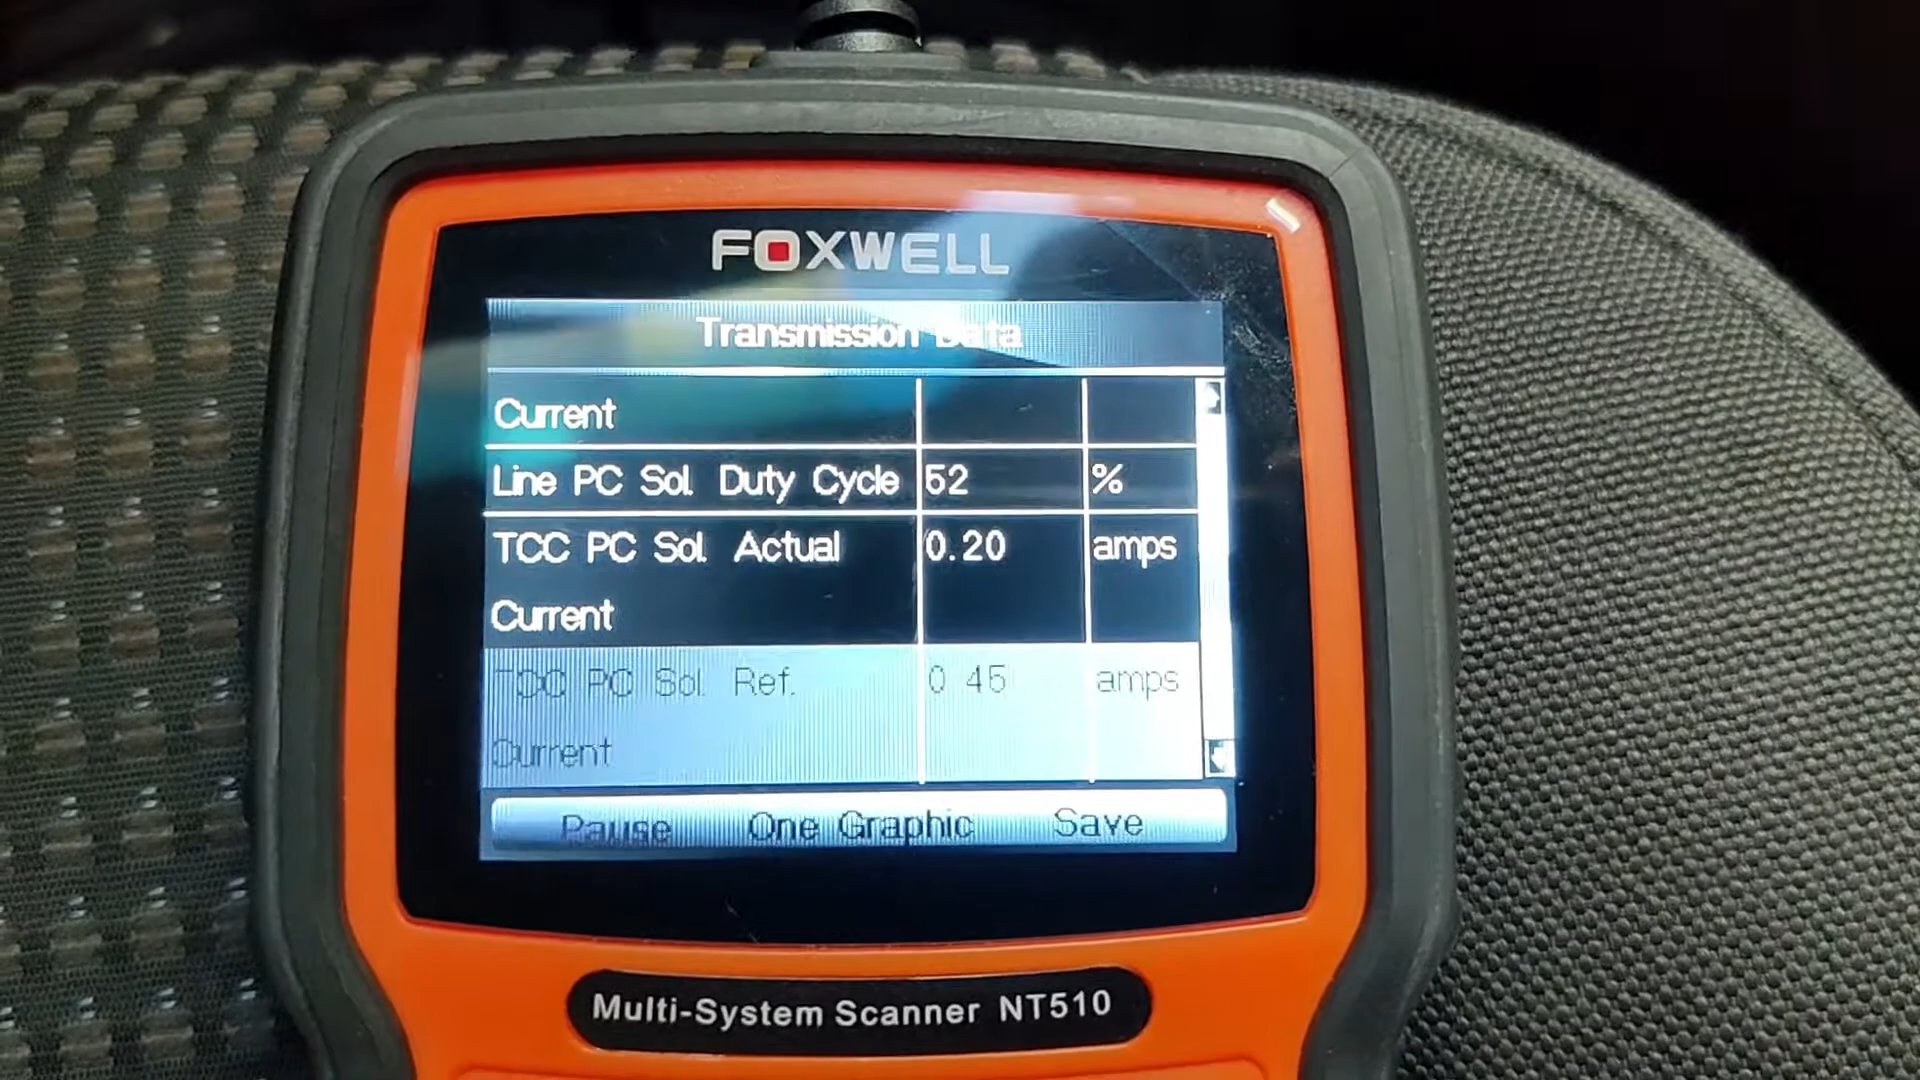 FOXWELL
Transmission Data
Current
Line PC Sol. Duty Cycle 52 %
TCC PC Sol. Actual 0.20 amps
Current
TCC PC Sol. Ref. 0.45 amps
Current
Pause One Graphic Save
Multi-System Scanner NT510